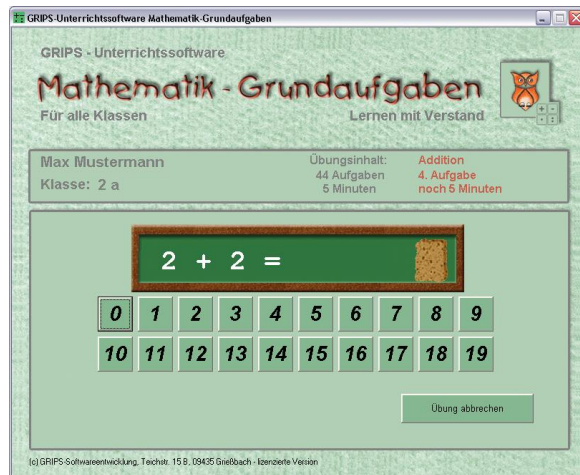 GRIPS-Unterrichtssoftware Mathematik-Grundaufgaben
GRIPS - Unterrichtssoftware
Mathematik - Grundaufgaben
Für alle Klassen Lernen mit Verstand
Max Mustermann Übungsinhalt: Addition
44 Aufgaben 4. Aufgabe
Klasse: 2 a 5 Minuten noch 5 Minuten
2 + 2 =
0 1 2 3 4 5 6 7 8 9
10 11 12 13 14 15 16 17 18 19
Übung abbrechen
(c) GRIPS-Softwareentwicklung, Teichstr. 15 B, 09435 Grießbach - lizenzierte Version